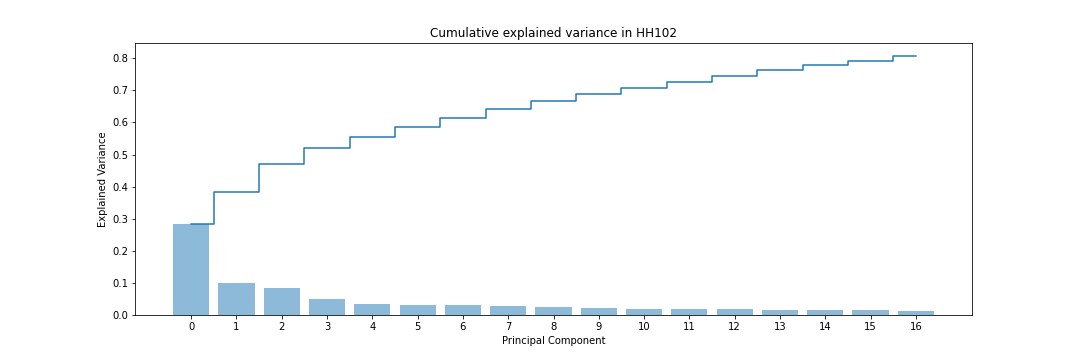 Cumulative explained variance in HH102
Explained Variance
0.8
0.7
0.6
0.5
0.4
0.3
0.2
0.1
0.0
0 1 2 3 4 5 6 7 8 9 10 11 12 13 14 15 16
Principal Component